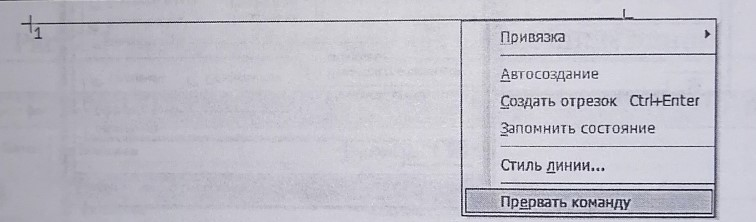 1
Привязка
Автосоздание
Создать отрезок Ctrl+Enter
Запомнить состояние
Стиль линии...
Прервать команду